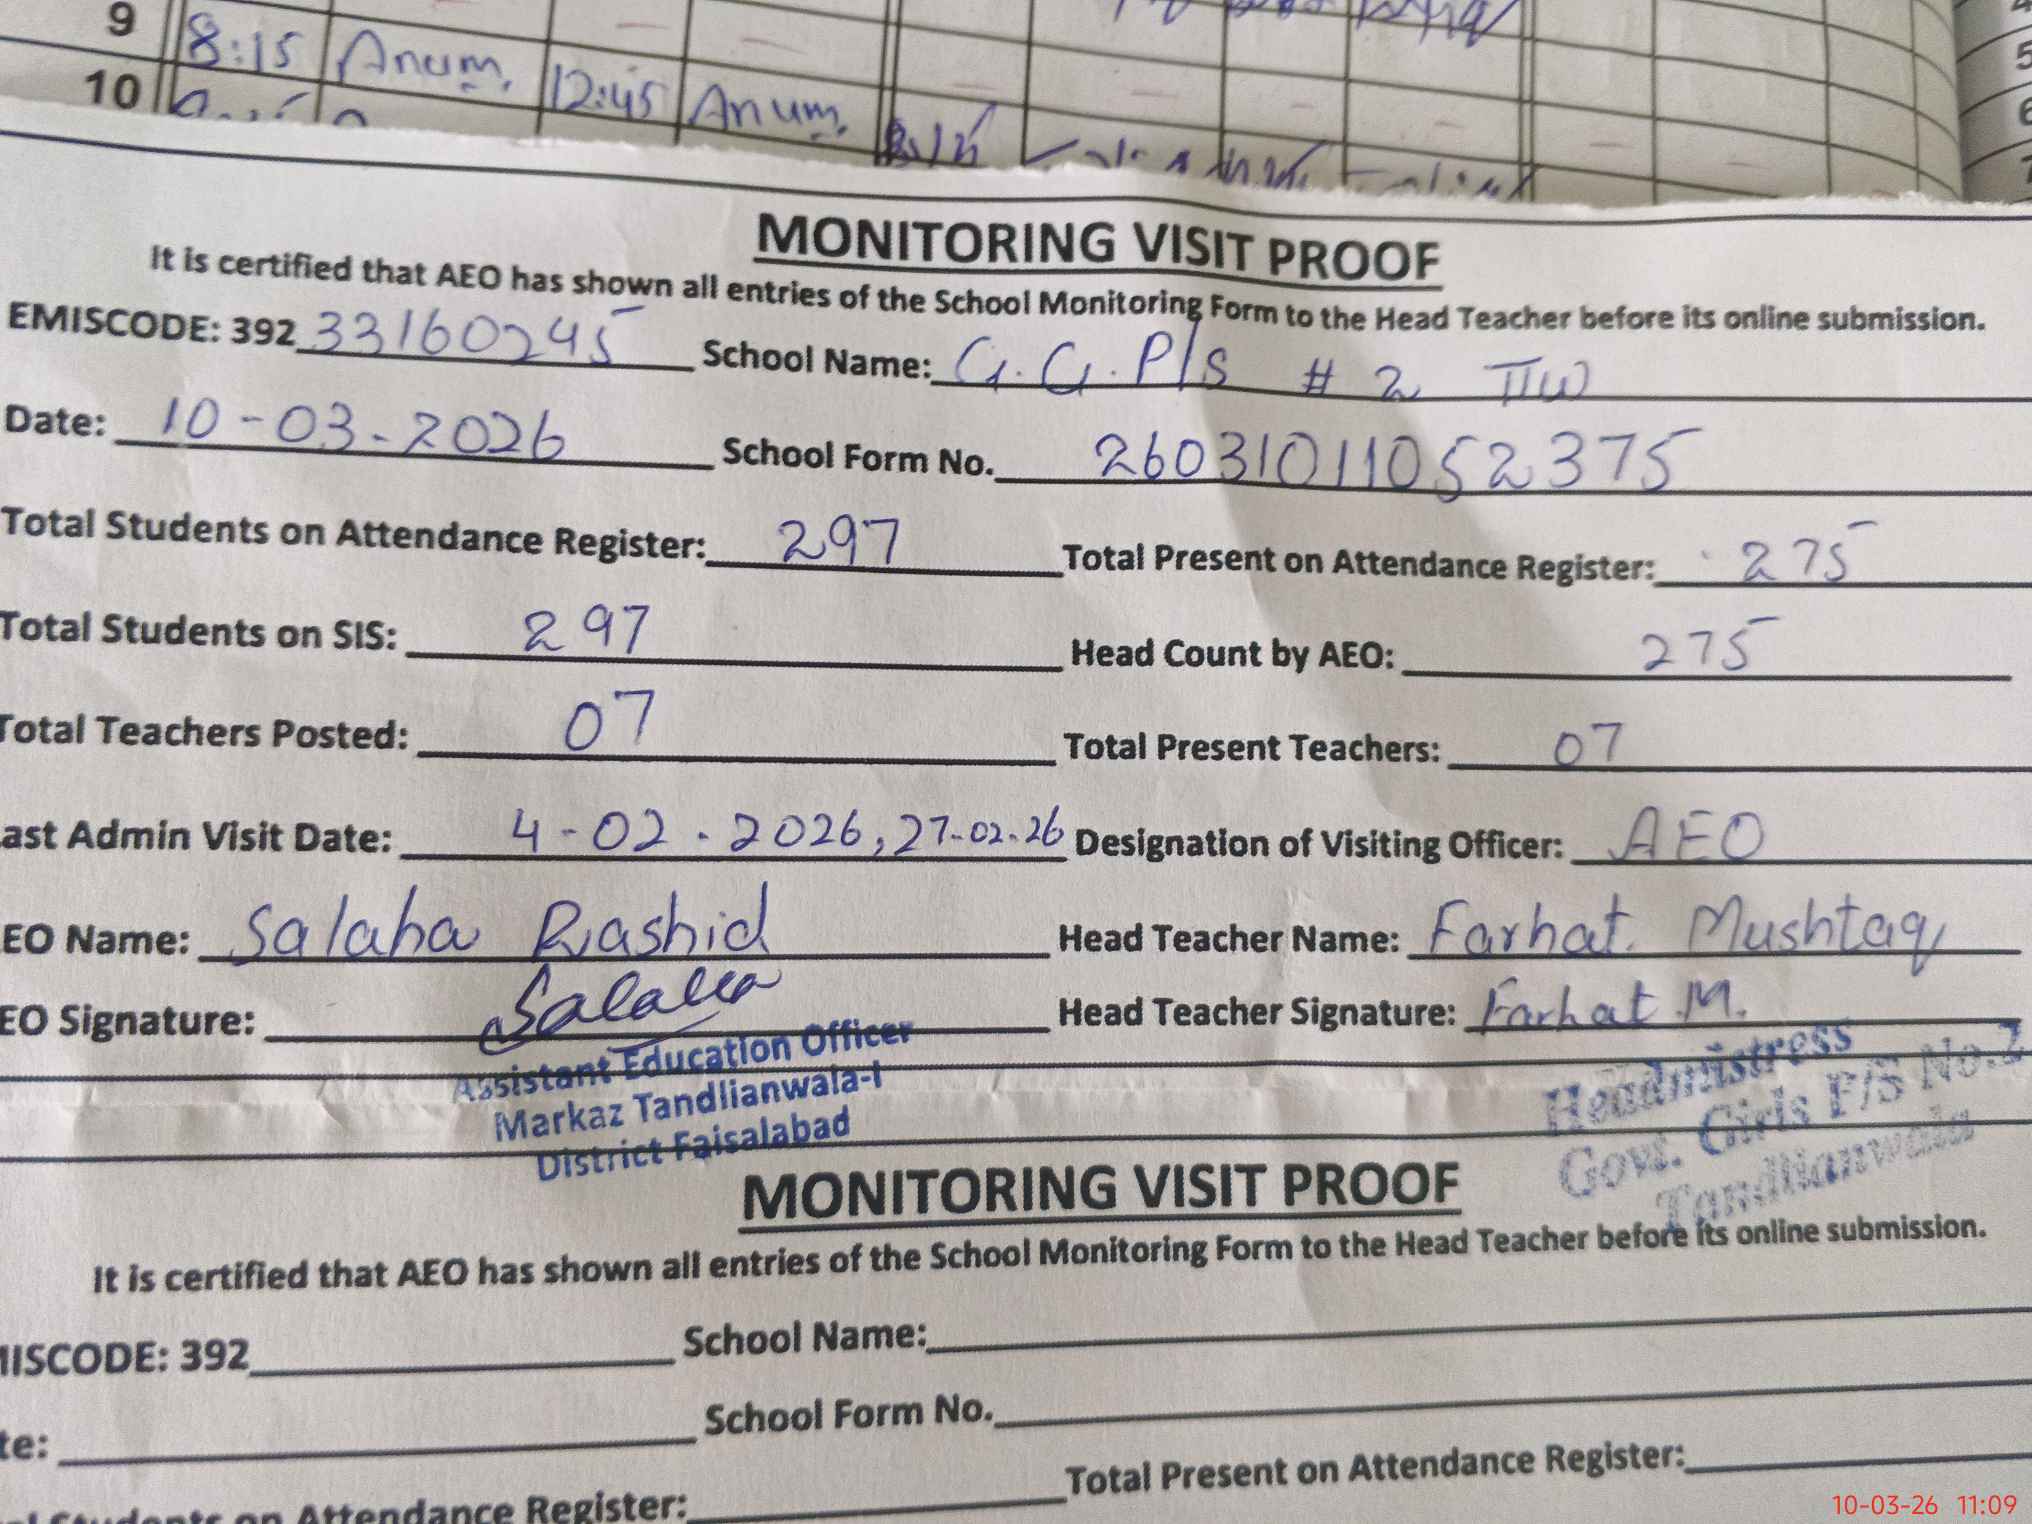 9 8:15 Anum. 12:45 Anum.
10
MONITORING VISIT PROOF
It is certified that AEO has shown all entries of the School Monitoring Form to the Head Teacher before its online submission.
EMISCODE: 392 33160245 School Name: G.G.P/S # 2 TTW
Date: 10-03-2026 School Form No. 26031011052375
Total Students on Attendance Register: 297 Total Present on Attendance Register: 275
Total Students on SIS: 297 Head Count by AEO: 275
Total Teachers Posted: 07 Total Present Teachers: 07
ast Admin Visit Date: 4-02-2026, 27-02-26 Designation of Visiting Officer: AEO
EO Name: Salaha Rashid Head Teacher Name: Farhat Mushtaq
EO Signature: Salaha Head Teacher Signature: Farhat.M.
Assistant Education Officer
Markaz Tandlianwala-I
District Faisalabad
Headmistress
Govt. Girls P/S No.2
Tandlianwala
MONITORING VISIT PROOF
It is certified that AEO has shown all entries of the School Monitoring Form to the Head Teacher before its online submission.
MISCODE: 392 School Name:
te: School Form No.
Students on Attendance Register: Total Present on Attendance Register:
10-03-26 11:09